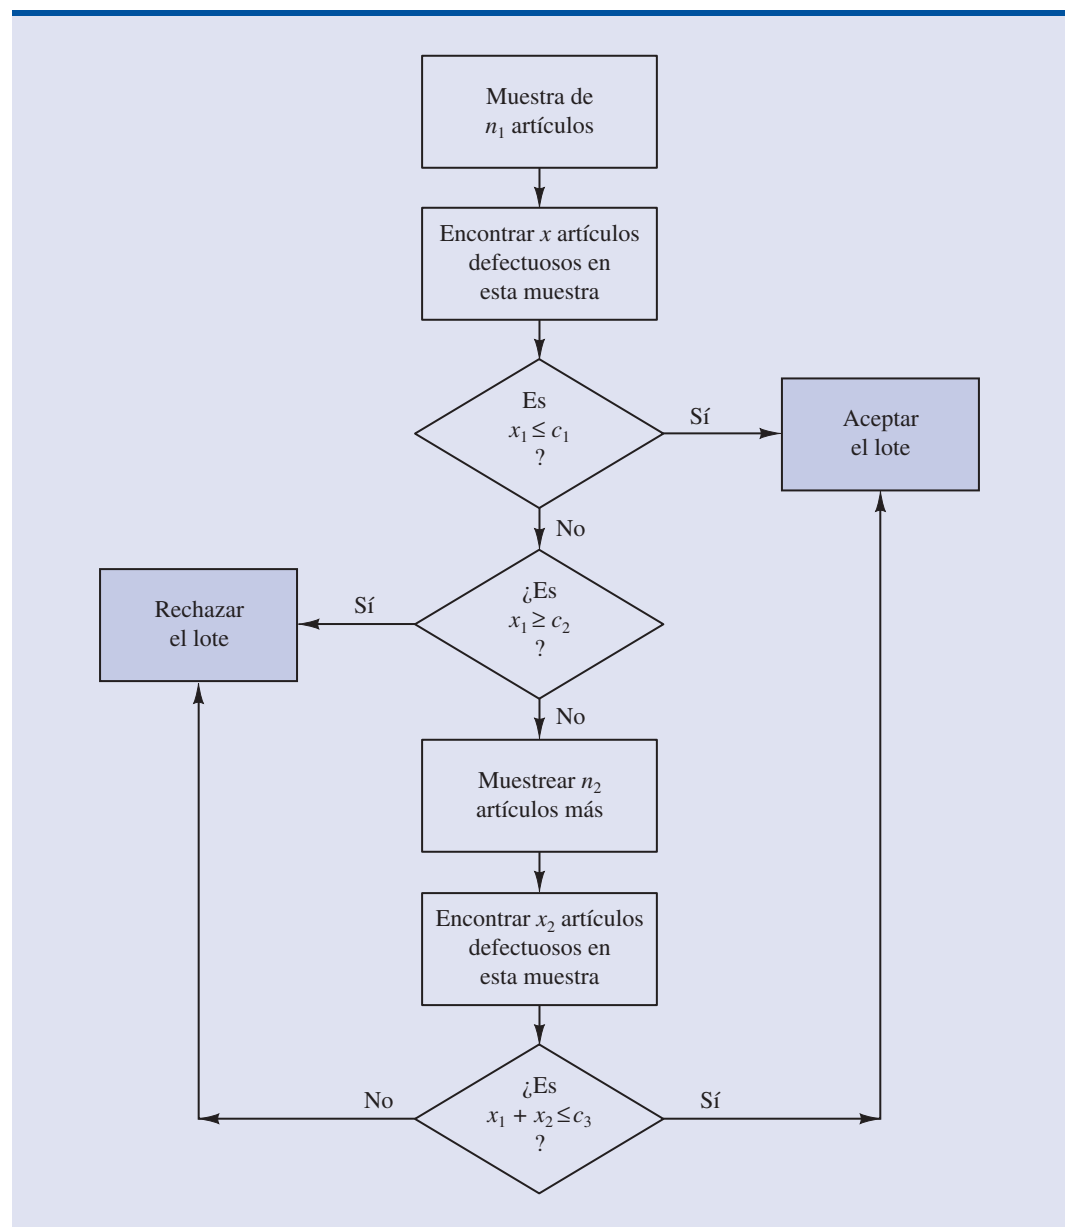 Muestra de
n₁ artículos
Encontrar x artículos
defectuosos en
esta muestra
Es
x₁ ≤ c₁
?
Sí
Aceptar
el lote
No
¿Es
x₁ ≥ c₂
?
Sí
Rechazar
el lote
No
Muestrear n₂
artículos más
Encontrar x₂ artículos
defectuosos en
esta muestra
¿Es
x₁ + x₂ ≤ c₃
?
No
Sí